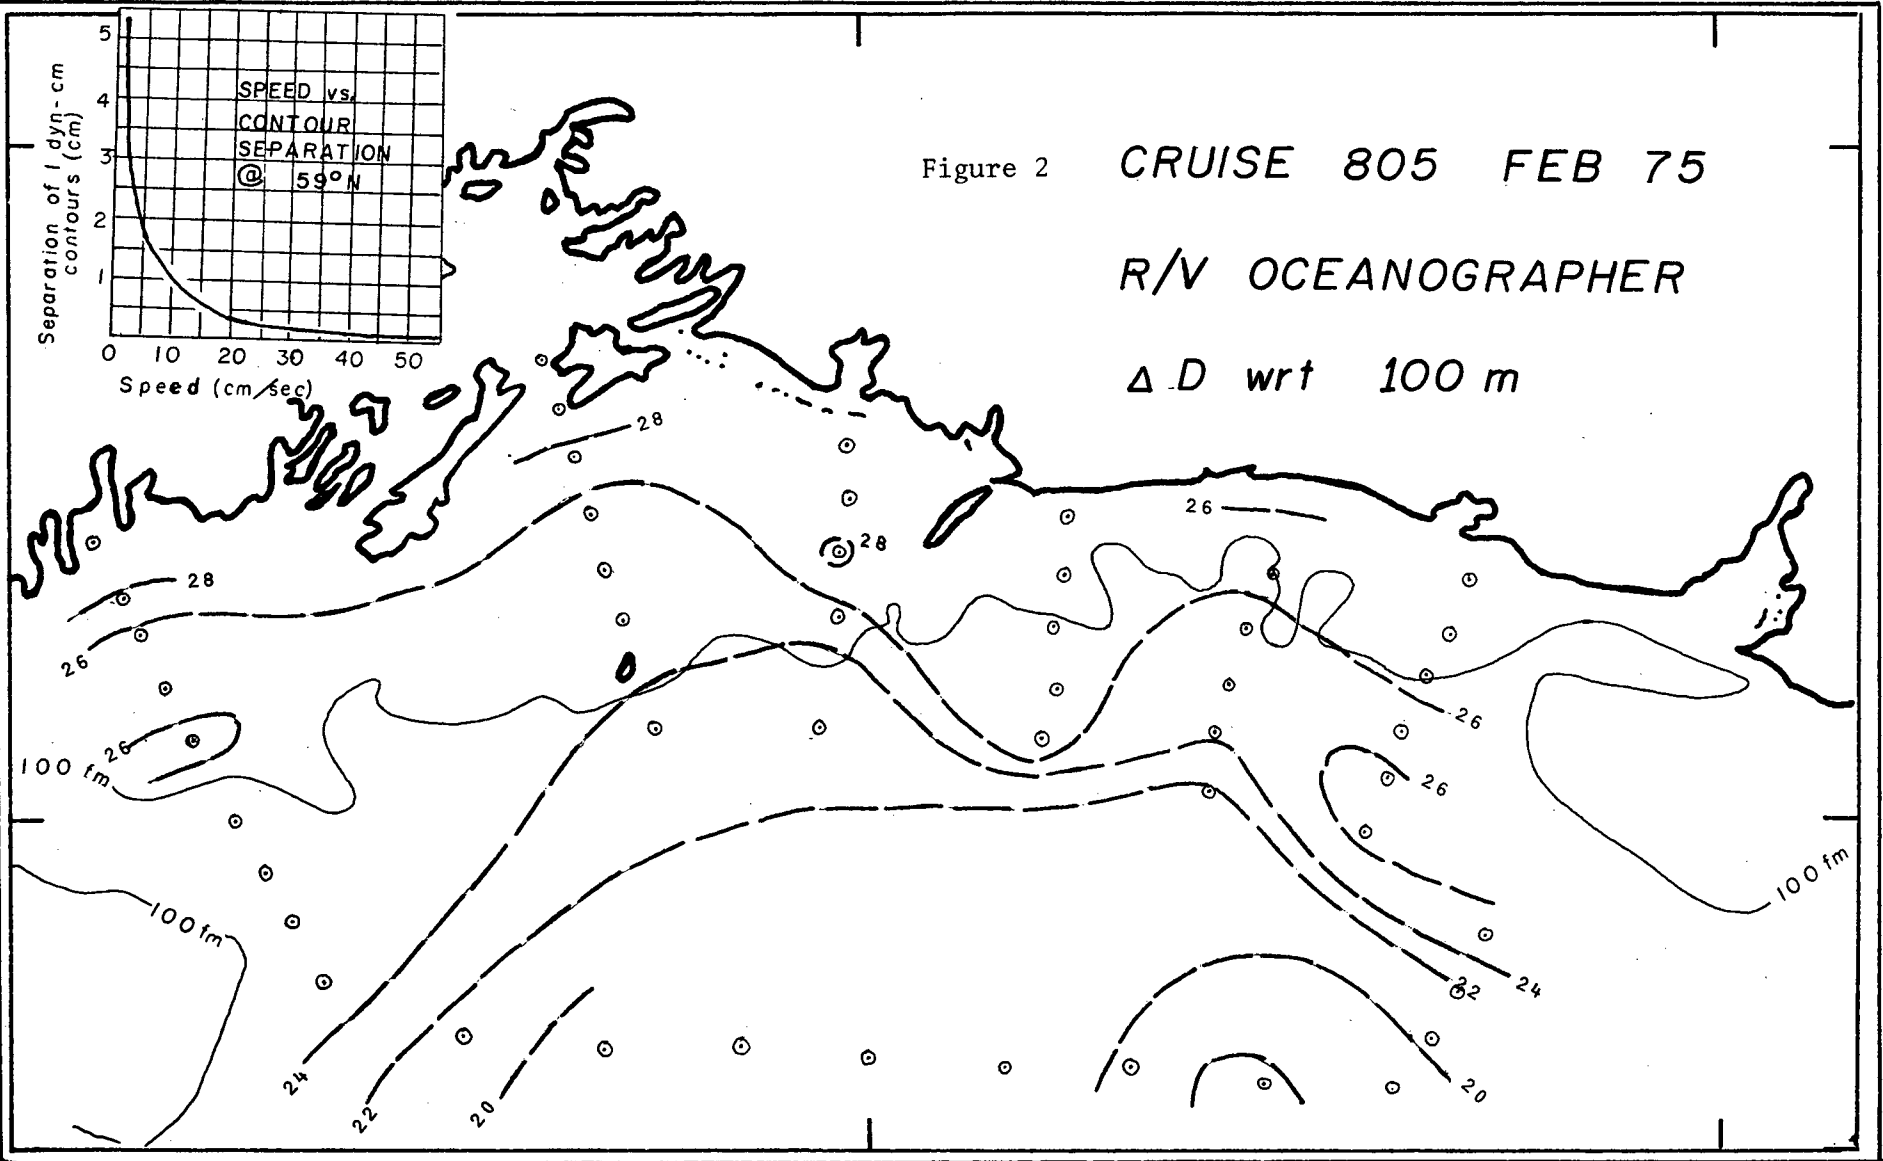 5
4
3
2
1
Separation of 1 dyn-cm
contours (cm)
SPEED vs.
CONTOUR
SEPARATION
@ 59°N
0 10 20 30 40 50
Speed (cm/sec)
Figure 2
CRUISE 805 FEB 75
R/V OCEANOGRAPHER
Δ D wrt 100 m
28
26
28
28
26
26
26
100 fm
26
100 fm
100 fm
22
24
24
22
20
20